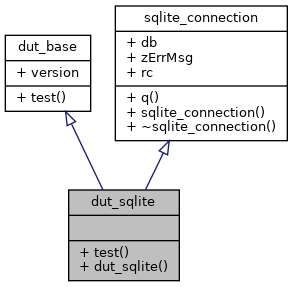 sqlite_connection
+ db
+ zErrMsg
+ rc
+ q()
+ sqlite_connection()
+ ~sqlite_connection()
dut_base
+ version
+ test()
dut_sqlite
+ test()
+ dut_sqlite()